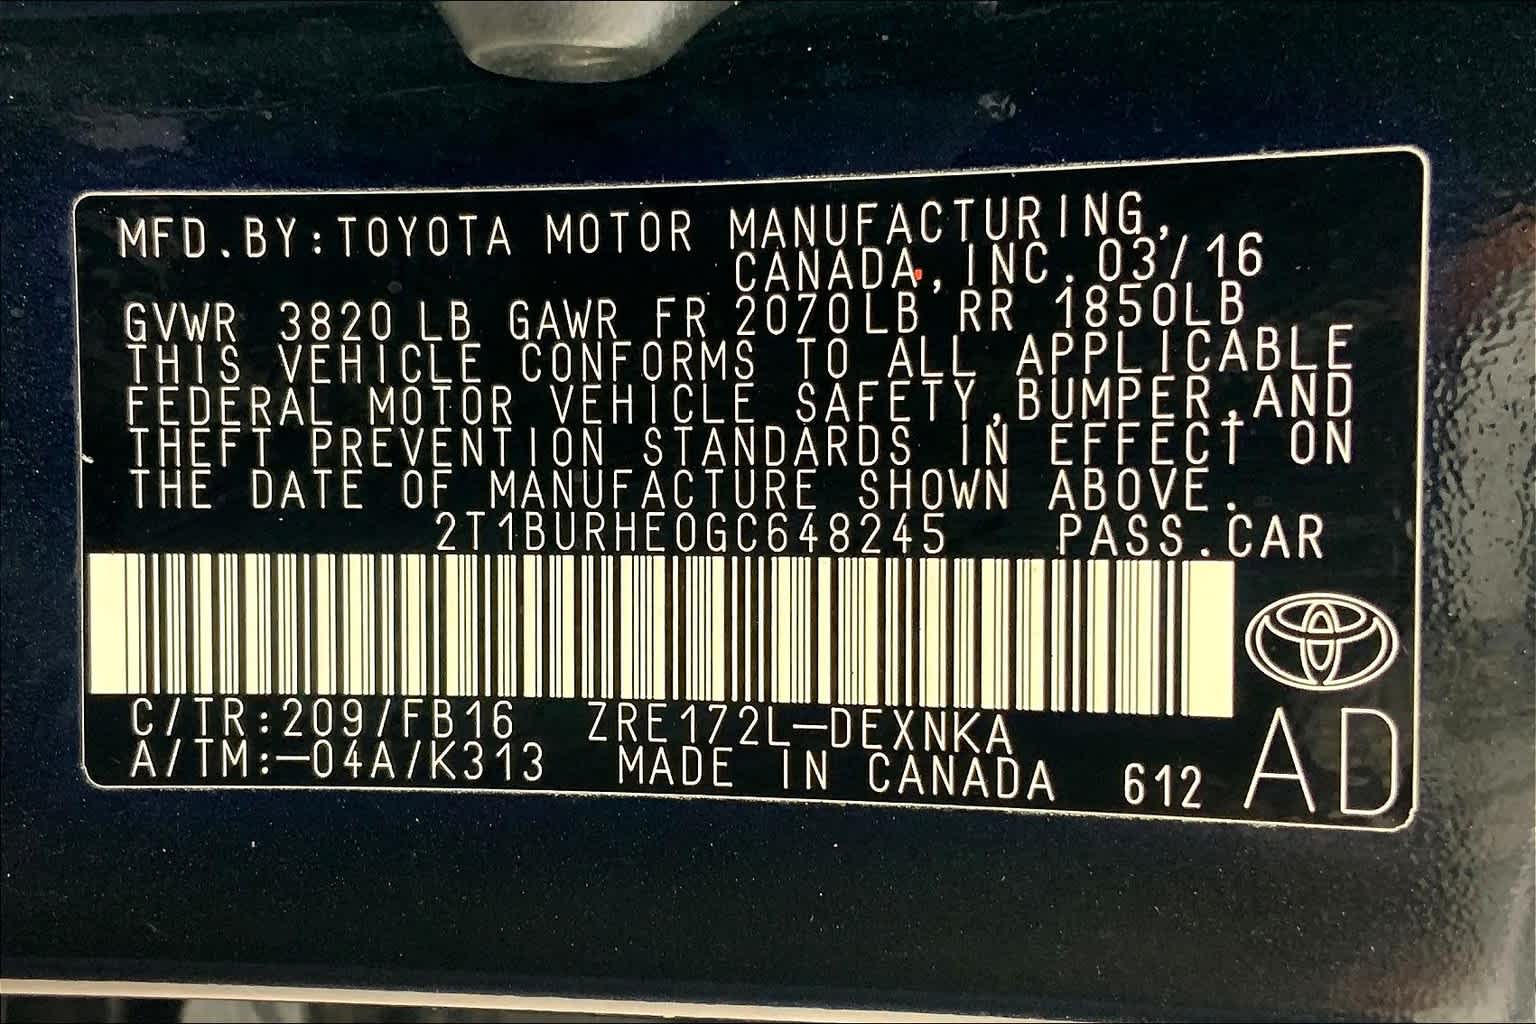 MFD.BY:TOYOTA MOTOR MANUFACTURING,
CANADA,INC.03/16
GVWR 3820 LB GAWR FR 2070LB RR 1850LB
THIS VEHICLE CONFORMS TO ALL APPLICABLE
FEDERAL MOTOR VEHICLE SAFETY,BUMPER,AND
THEFT PREVENTION STANDARDS IN EFFECT ON
THE DATE OF MANUFACTURE SHOWN ABOVE.
2T1BURHE0GC648245 PASS.CAR
C/TR:209/FB16 ZRE172L-DEXNKA
A/TM:-04A/K313 MADE IN CANADA 612 AD